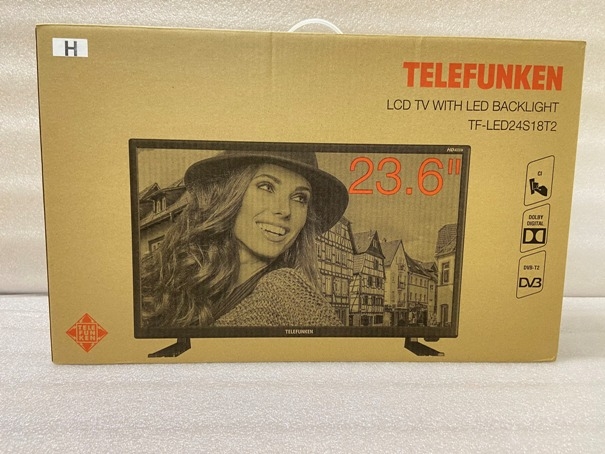 H
TELEFUNKEN
LCD TV WITH LED BACKLIGHT
TF-LED24S18T2
23.6"
CI
DOLBY
DIGITAL
DVB-T2
DVB
TELEFUNKEN
TELE
FUN
KEN